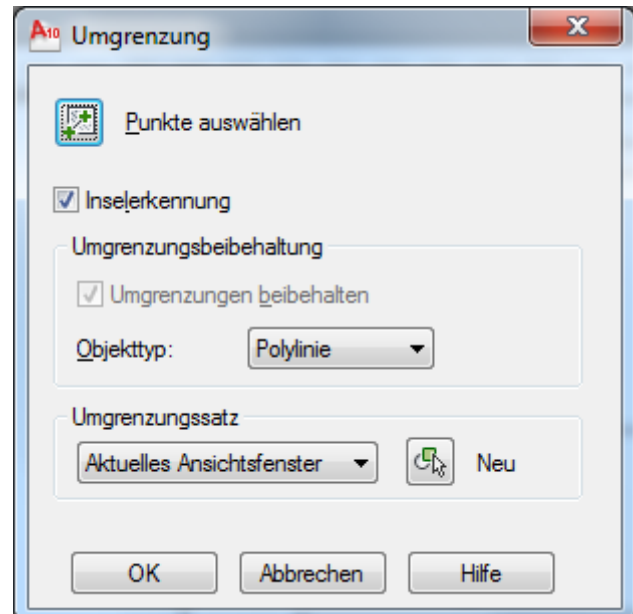 A10 Umgrenzung
Punkte auswählen
Inselerkennung
Umgrenzungsbeibehaltung
Umgrenzungen beibehalten
Objekttyp: Polylinie
Umgrenzungssatz
Aktuelles Ansichtsfenster Neu
OK Abbrechen Hilfe